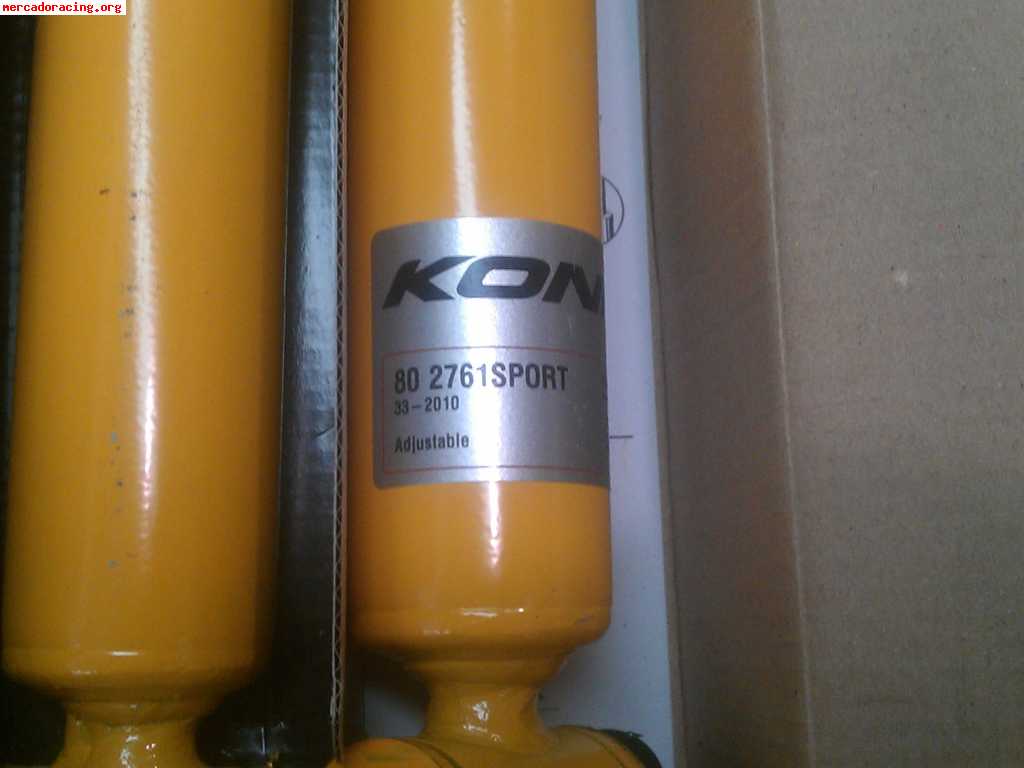 mercadoracing.org
KON
80 2761SPORT
33-2010
Adjustable